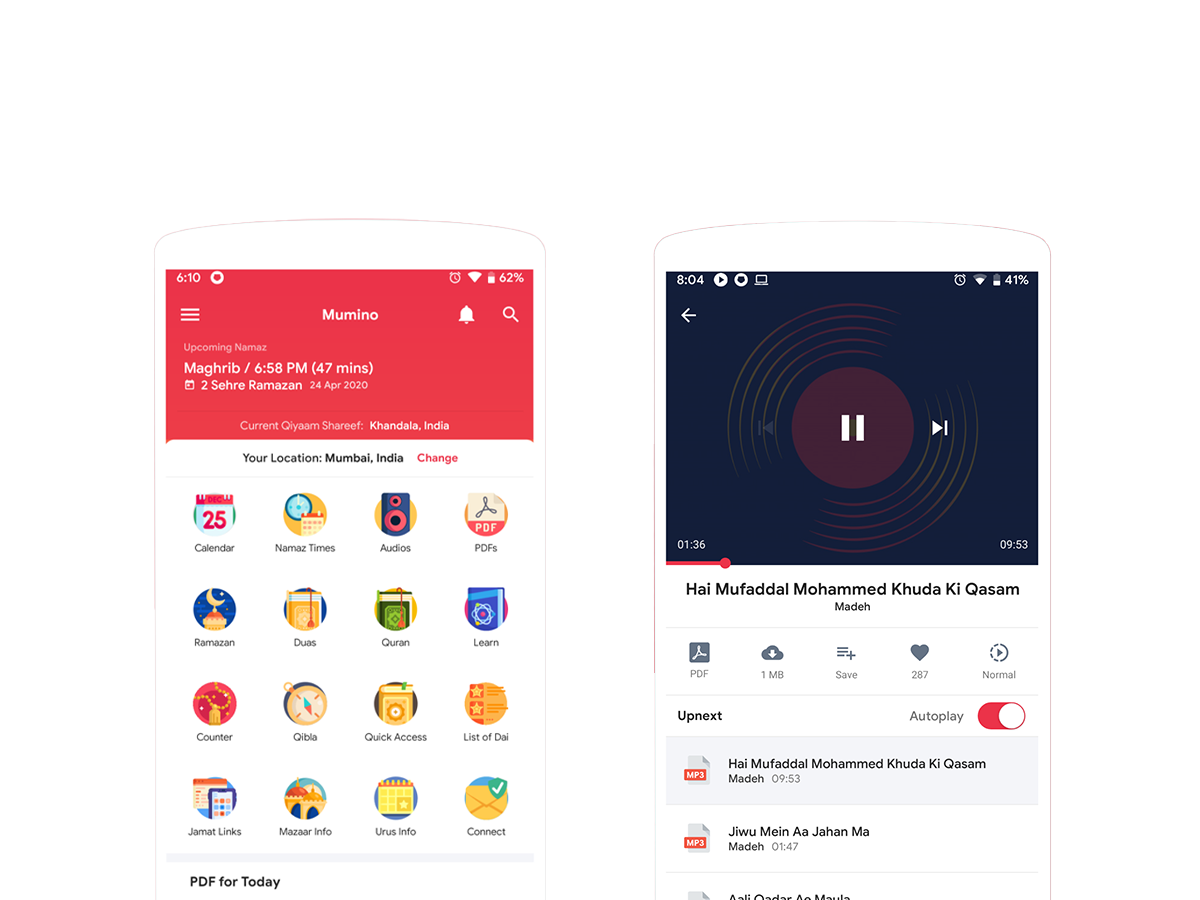 6:10 62%
Mumino
Upcoming Namaz
Maghrib / 6:58 PM (47 mins)
2 Sehre Ramazan 24 Apr 2020
Current Qiyaam Shareef: Khandala, India
Your Location: Mumbai, India Change
DEC
25
PDF
Calendar Namaz Times Audios PDFs
Ramazan Duas Quran Learn
Counter Qibla Quick Access List of Dai
Jamat Links Mazaar Info Urus Info Connect
PDF for Today
8:04 41%
01:36 09:53
Hai Mufaddal Mohammed Khuda Ki Qasam
Madeh
PDF 1 MB Save 287 Normal
Upnext Autoplay
MP3
Hai Mufaddal Mohammed Khuda Ki Qasam
Madeh 09:53
MP3
Jiwu Mein Aa Jahan Ma
Madeh 01:47
Aali Qadar Ae Maula